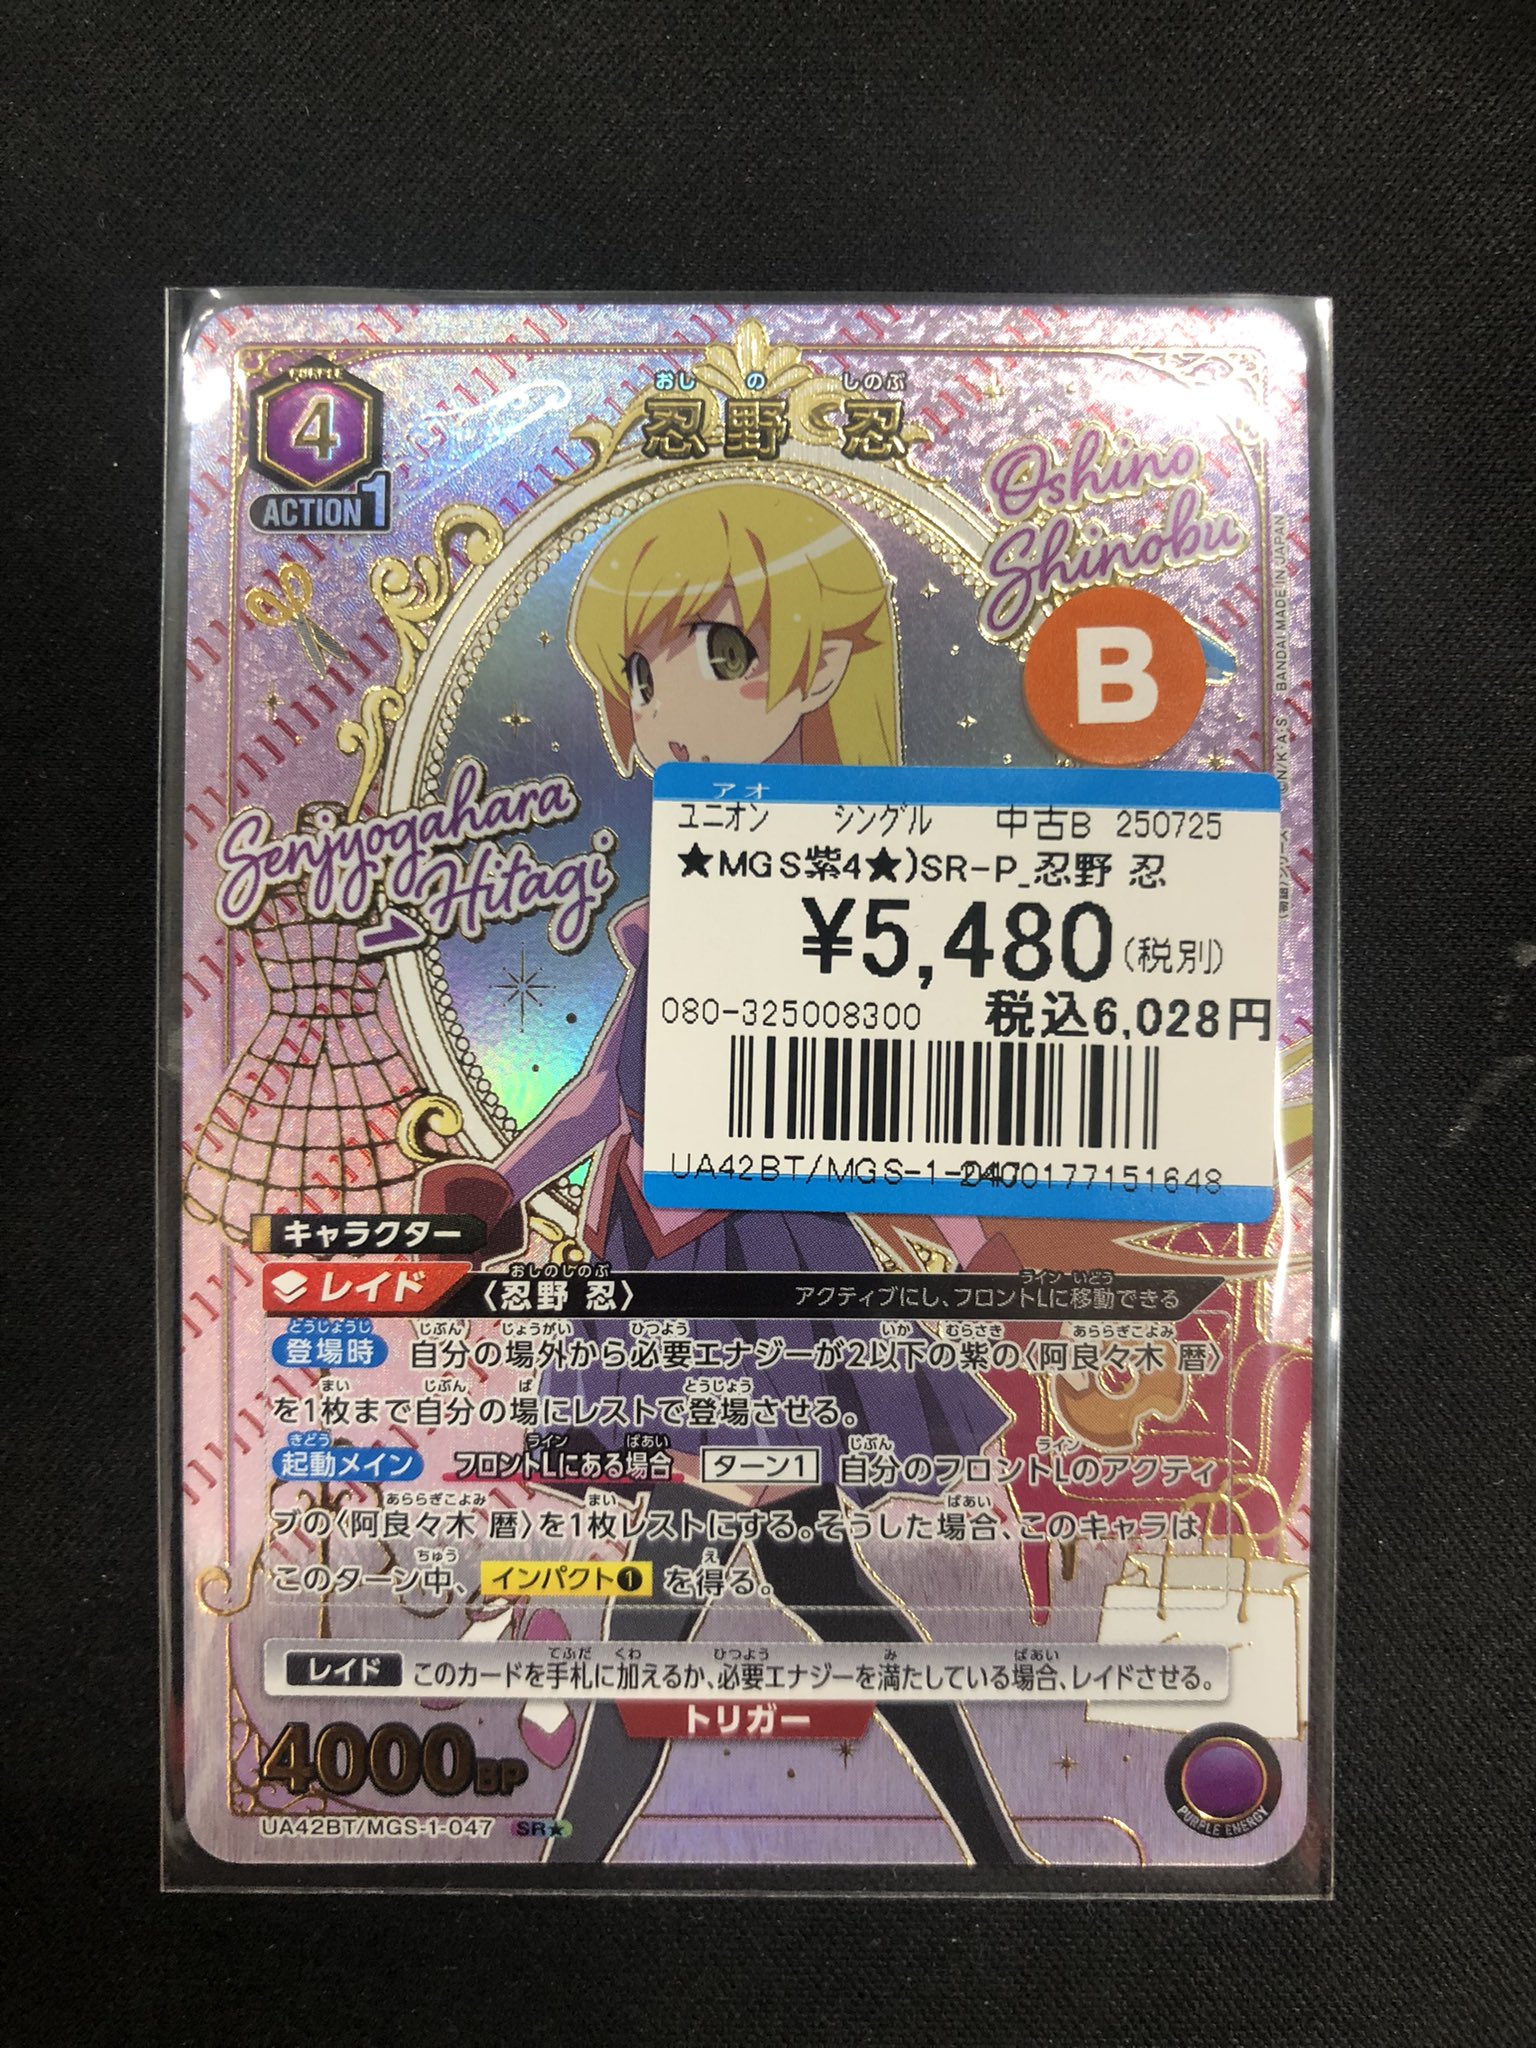 PURPLE
4
ACTION 1
おしの しのぶ
忍野 忍
Oshino
Shinobu
BANDAI MADE IN JAPAN
B
Senjyogahara
→Hitagi
アオ
ユニオン シングル 中古B 250725
★MGS紫4★)SR-P_忍野 忍
¥5,480(税別)
080-325008300 税込6,028円
UA42BT/MGS-1-047
2400177151648
キャラクター
レイド 〈忍野 忍〉 アクティブにし、フロントLに移動できる
登場時 自分の場外から必要エナジーが2以下の紫の〈阿良々木 暦〉
を1枚まで自分の場にレストで登場させる。
起動メイン フロントLにある場合 ターン1 自分のフロントLのアクティ
ブの〈阿良々木 暦〉を1枚レストにする。そうした場合、このキャラは
このターン中、インパクト❶を得る。
レイド このカードを手札に加えるか、必要エナジーを満たしている場合、レイドさせる。
トリガー
4000BP
PURPLE ENERGY
UA42BT/MGS-1-047 SR★